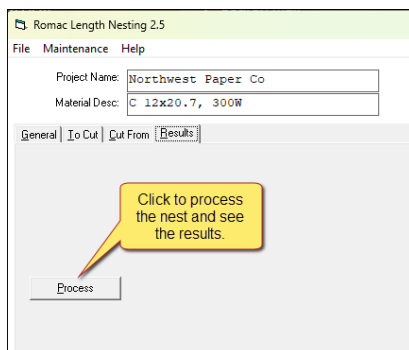 Romac Length Nesting 2.5
File Maintenance Help
Project Name: Northwest Paper Co
Material Desc: C 12x20.7, 300W
General To Cut Cut From Results
Click to process
the nest and see
the results.
Process